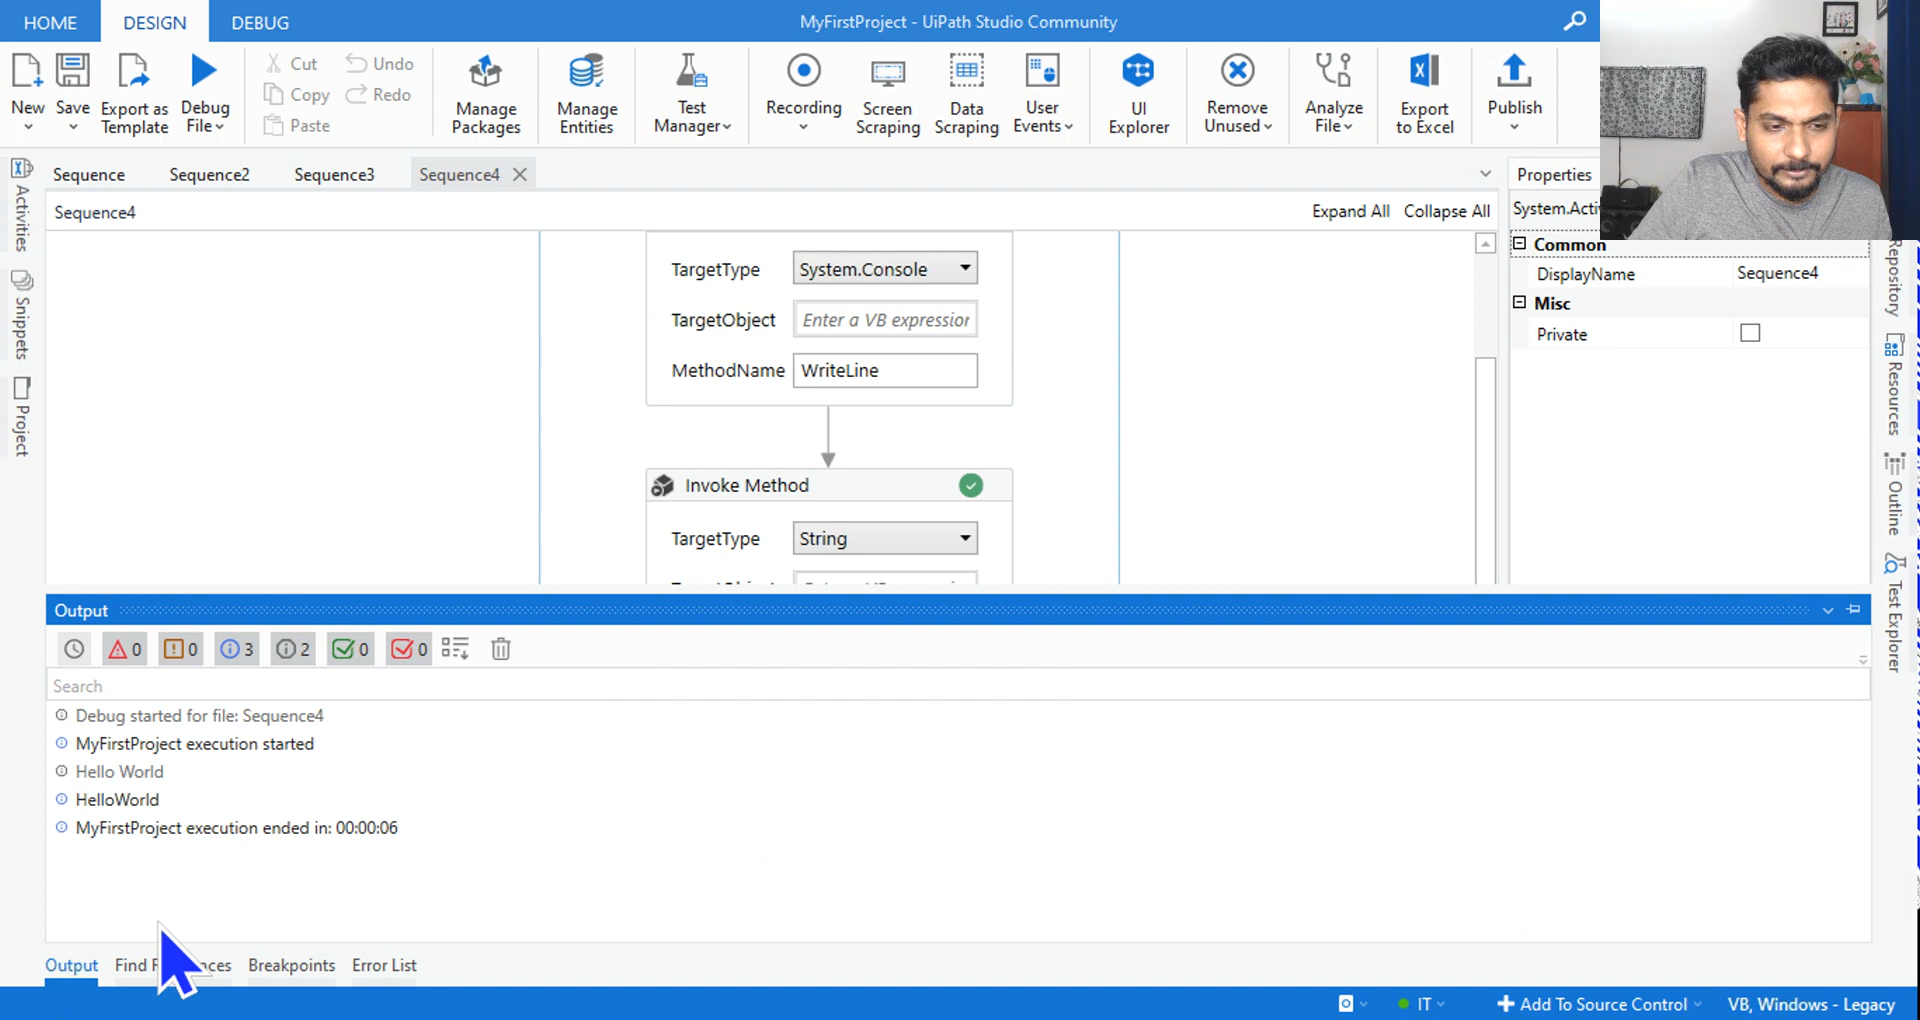 HOME DESIGN DEBUG MyFirstProject - UiPath Studio Community
New Save Export as Template Debug File Cut Copy Paste Undo Redo Manage Packages Manage Entities Test Manager Recording Screen Scraping Data Scraping User Events UI Explorer Remove Unused Analyze File Export to Excel Publish
Sequence Sequence2 Sequence3 Sequence4 Properties
Sequence4 Expand All Collapse All
Activities
Snippets
Project
TargetType System.Console
TargetObject Enter a VB expression
MethodName WriteLine
Invoke Method
TargetType String
Common
DisplayName Sequence4
Misc
Private
Repository
Resources
Outline
Test Explorer
Output
0 0 3 2 0 0
Search
Debug started for file: Sequence4
MyFirstProject execution started
Hello World
HelloWorld
MyFirstProject execution ended in: 00:00:06
Output Find Breakpoints Error List
IT Add To Source Control VB, Windows - Legacy